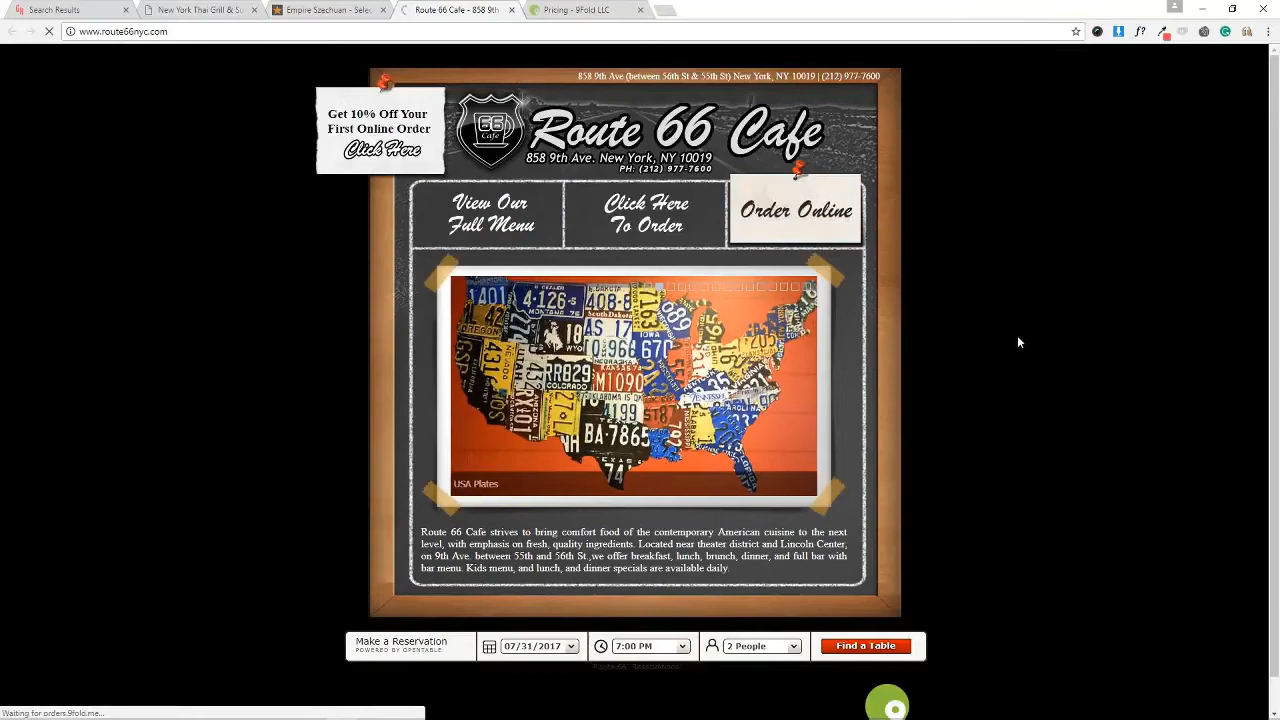 Search Results
New York Thai Grill & Su
Empire Szechuan - Selec
Route 66 Cafe - 858 9th
Pricing - 9Fold LLC
www.route66nyc.com
858 9th Ave (between 56th St & 55th St) New York, NY 10019 | (212) 977-7600
Get 10% Off Your
First Online Order
Click Here
66
Cafe
Route 66 Cafe
858 9th Ave. New York, NY 10019
PH: (212) 977-7600
View Our
Full Menu
Click Here
To Order
Order Online
USA Plates
Route 66 Cafe strives to bring comfort food of the contemporary American cuisine to the next
level, with emphasis on fresh, quality ingredients. Located near theater district and Lincoln Center,
on 9th Ave. between 55th and 56th St.,we offer breakfast, lunch, brunch, dinner, and full bar with
bar menu. Kids menu, and lunch, and dinner specials are available daily.
Make a Reservation
POWERED BY OPENTABLE
07/31/2017
7:00 PM
2 People
Find a Table
Waiting for orders.9fold.me...